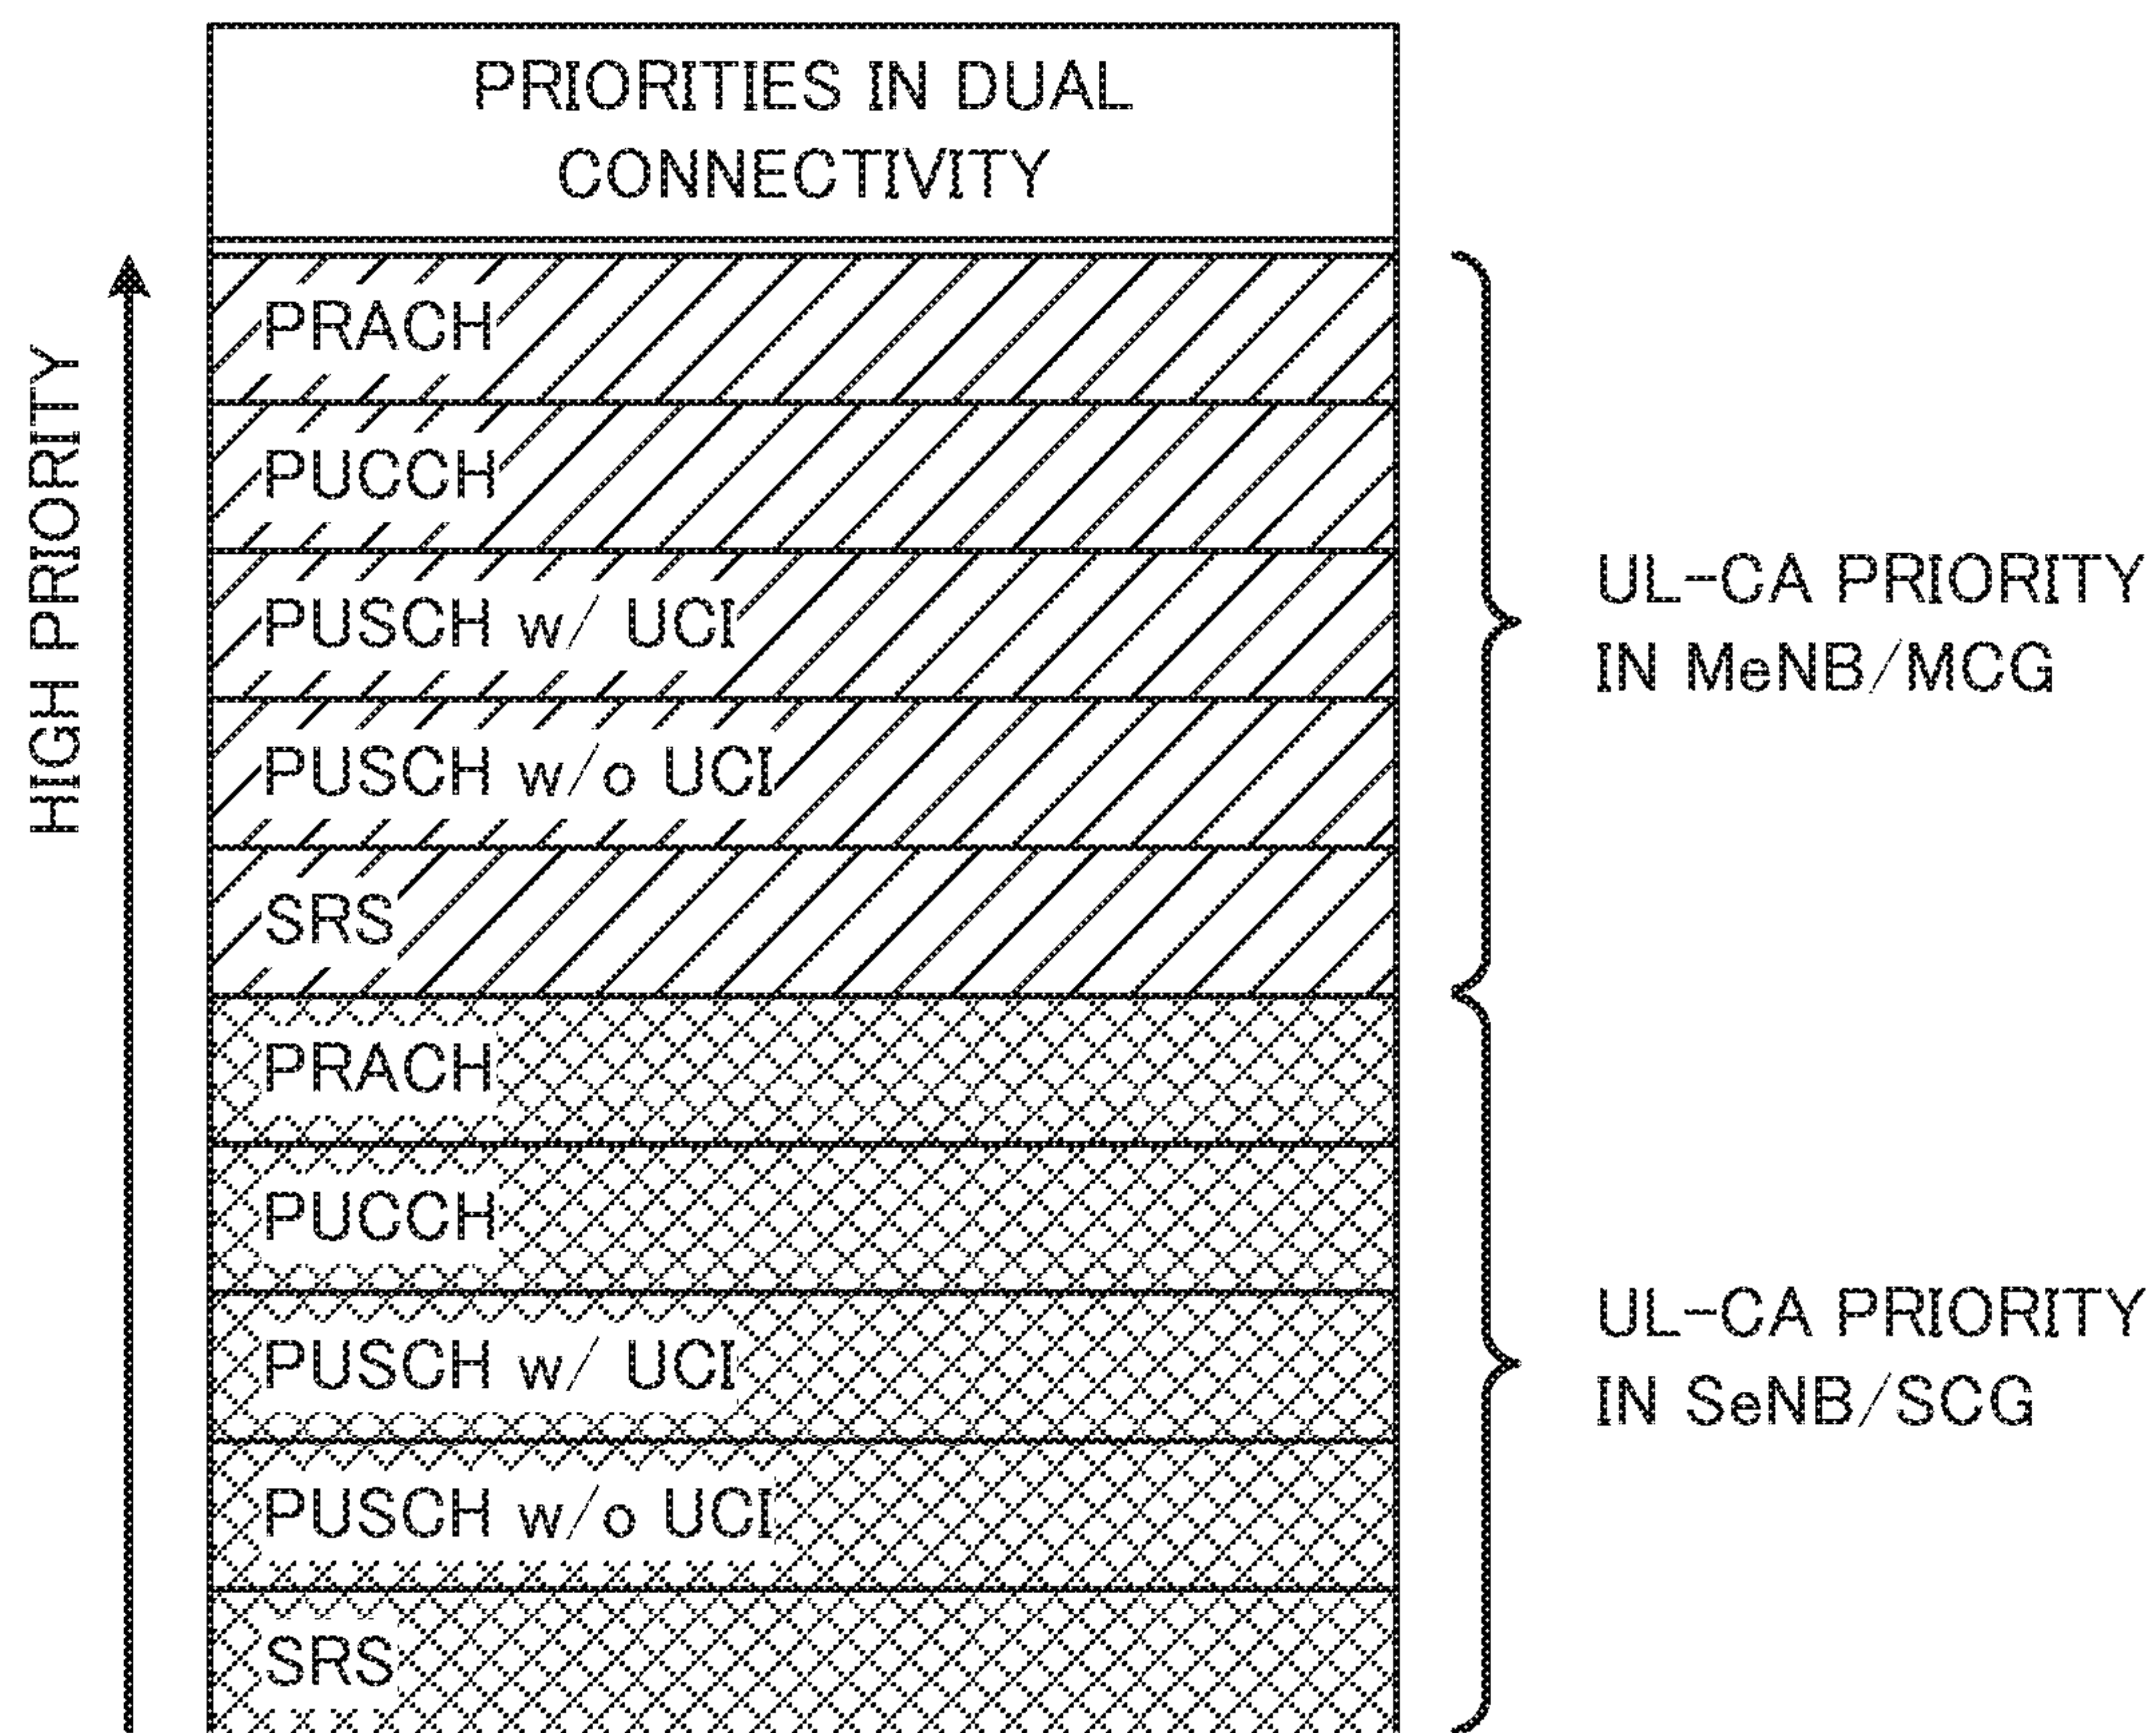 PRIORITIES IN DUAL
CONNECTIVITY
HIGH PRIORITY
PRACH
PUCCH
PUSCH w/ UCI
PUSCH w/o UCI
SRS
UL-CA PRIORITY
IN MeNB/MCG
PRACH
PUCCH
PUSCH w/ UCI
PUSCH w/o UCI
SRS
UL-CA PRIORITY
IN SeNB/SCG